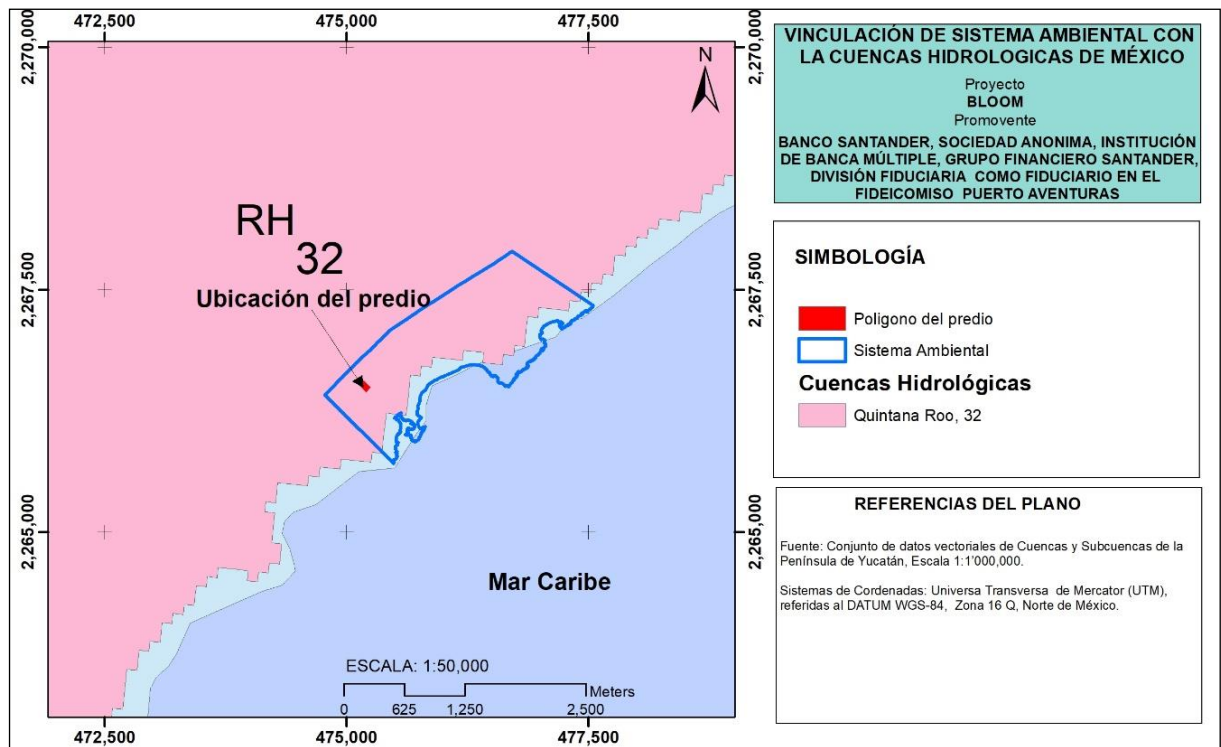 472,500
475,000
477,500
2,270,000
2,270,000
N
RH
32
Ubicación del predio
2,267,500
2,267,500
2,265,000
2,265,000
Mar Caribe
ESCALA: 1:50,000
Meters
0
625
1,250
2,500
472,500
475,000
477,500
VINCULACIÓN DE SISTEMA AMBIENTAL CON
LA CUENCAS HIDROLOGICAS DE MÉXICO
Proyecto
BLOOM
Promovente
BANCO SANTANDER, SOCIEDAD ANONIMA, INSTITUCIÓN
DE BANCA MÚLTIPLE, GRUPO FINANCIERO SANTANDER,
DIVISIÓN FIDUCIARIA COMO FIDUCIARIO EN EL
FIDEICOMISO PUERTO AVENTURAS
SIMBOLOGÍA
Poligono del predio
Sistema Ambiental
Cuencas Hidrológicas
Quintana Roo, 32
REFERENCIAS DEL PLANO
Fuente: Conjunto de datos vectoriales de Cuencas y Subcuencas de la
Península de Yucatán, Escala 1:1'000,000.
Sistemas de Cordenadas: Universa Transversa de Mercator (UTM),
referidas al DATUM WGS-84, Zona 16 Q, Norte de México.